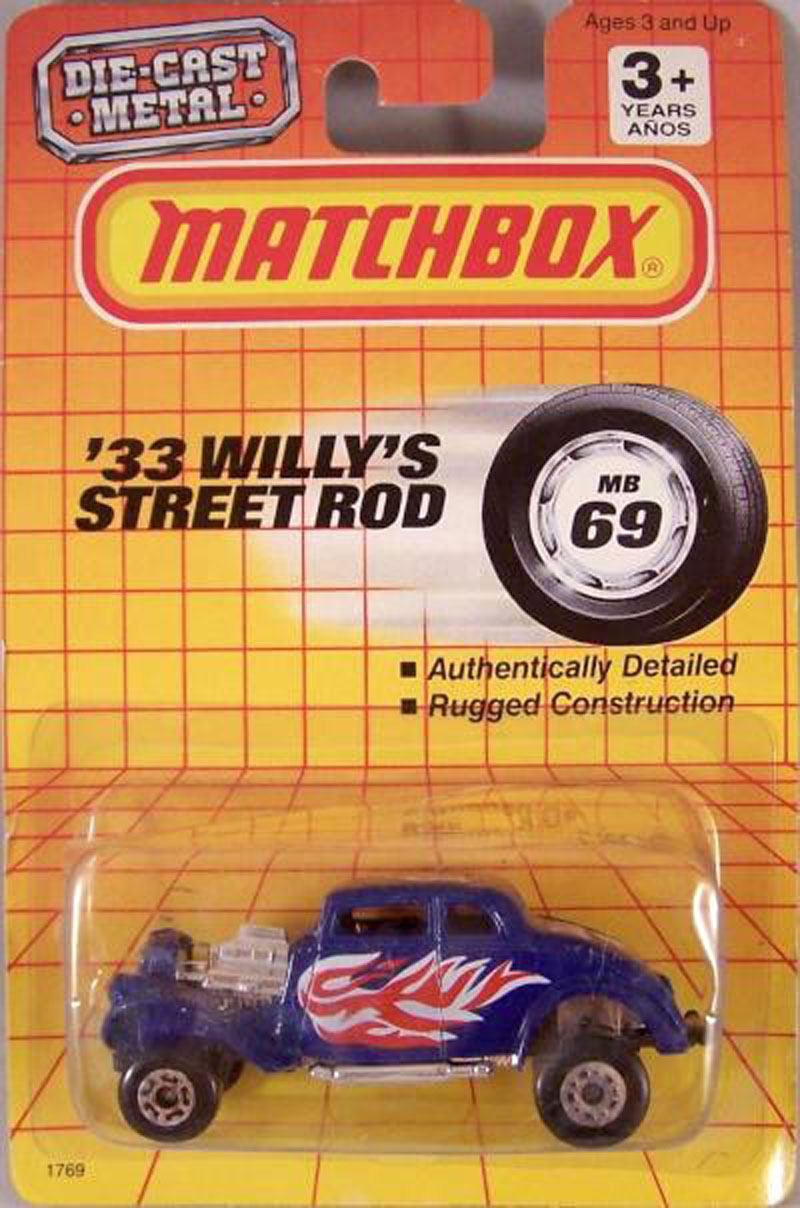 Ages 3 and Up
DIE-CAST
• METAL •
3+
YEARS
AÑOS
MATCHBOX®
'33 WILLY'S
STREET ROD
MB
69
■ Authentically Detailed
■ Rugged Construction
1769